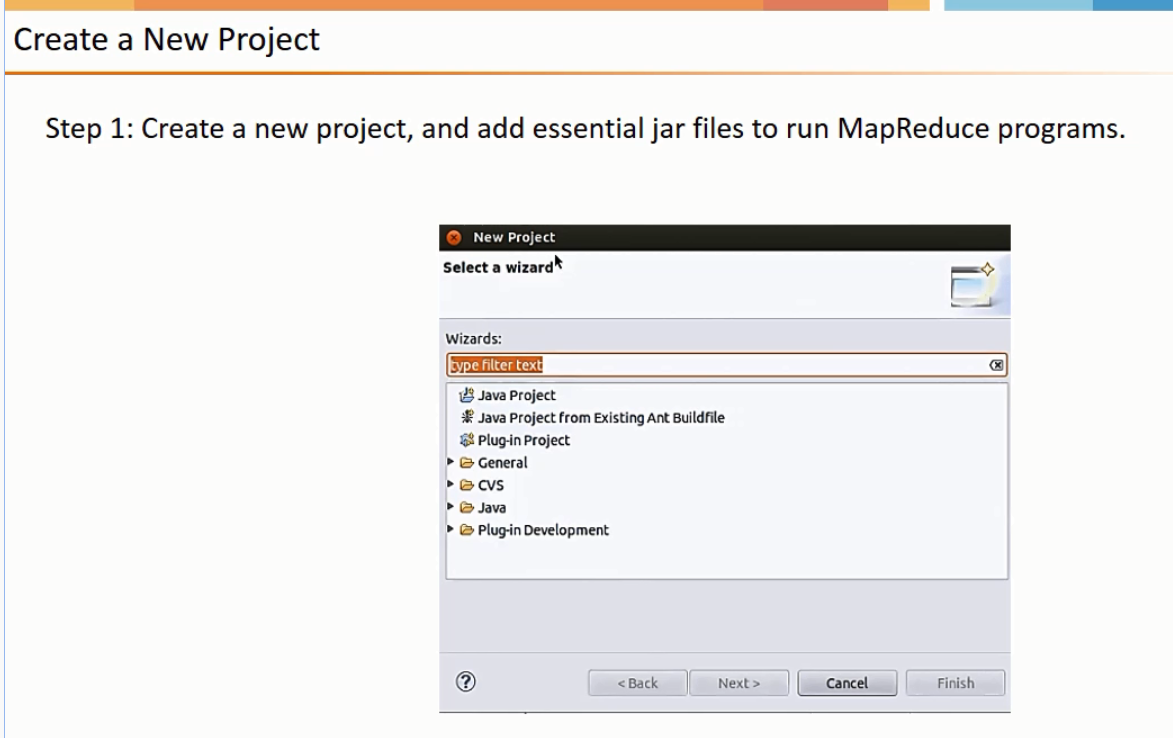 Create a New Project
Step 1: Create a new project, and add essential jar files to run MapReduce programs.
New Project
Select a wizard
Wizards:
type filter text
Java Project
Java Project from Existing Ant Buildfile
Plug-in Project
General
CVS
Java
Plug-in Development
? < Back Next > Cancel Finish